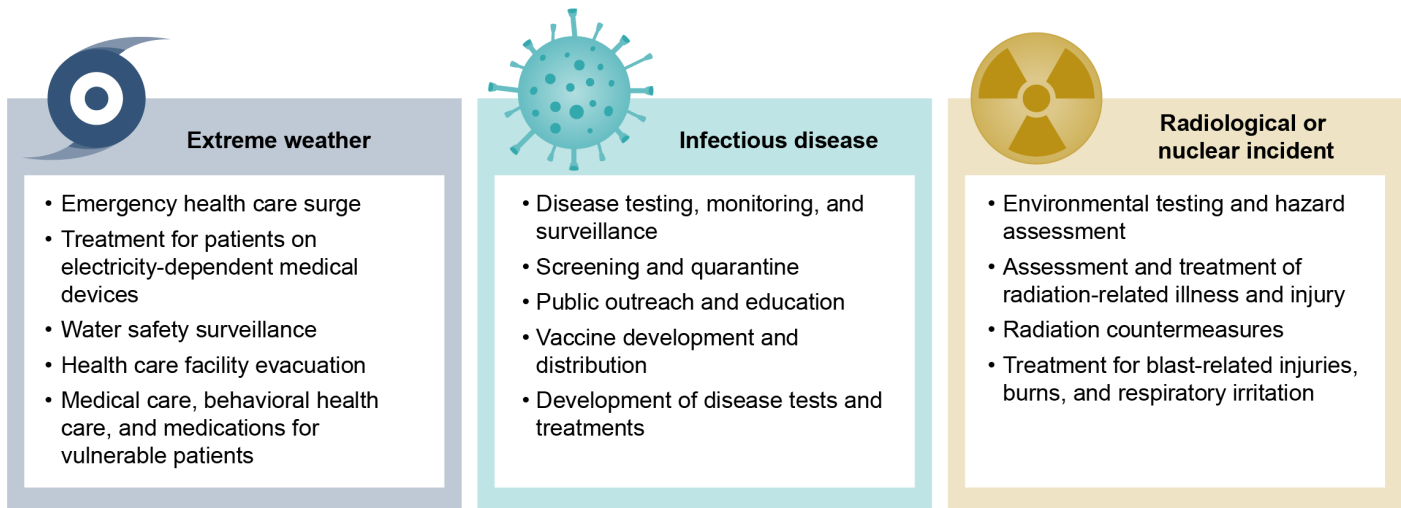 Extreme weather
• Emergency health care surge
• Treatment for patients on
electricity-dependent medical
devices
• Water safety surveillance
• Health care facility evacuation
• Medical care, behavioral health
care, and medications for
vulnerable patients
Infectious disease
• Disease testing, monitoring, and
surveillance
• Screening and quarantine
• Public outreach and education
• Vaccine development and
distribution
• Development of disease tests and
treatments
Radiological or
nuclear incident
• Environmental testing and hazard
assessment
• Assessment and treatment of
radiation-related illness and injury
• Radiation countermeasures
• Treatment for blast-related injuries,
burns, and respiratory irritation